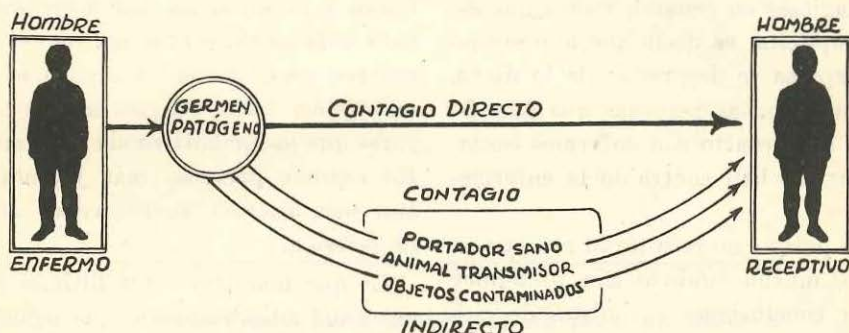 HOMBRE
ENFERMO
GERMEN
PATÓGENO
CONTAGIO DIRECTO
CONTAGIO
PORTADOR SANO
ANIMAL TRANSMISOR
OBJETOS CONTAMINADOS
INDIRECTO
HOMBRE
RECEPTIVO